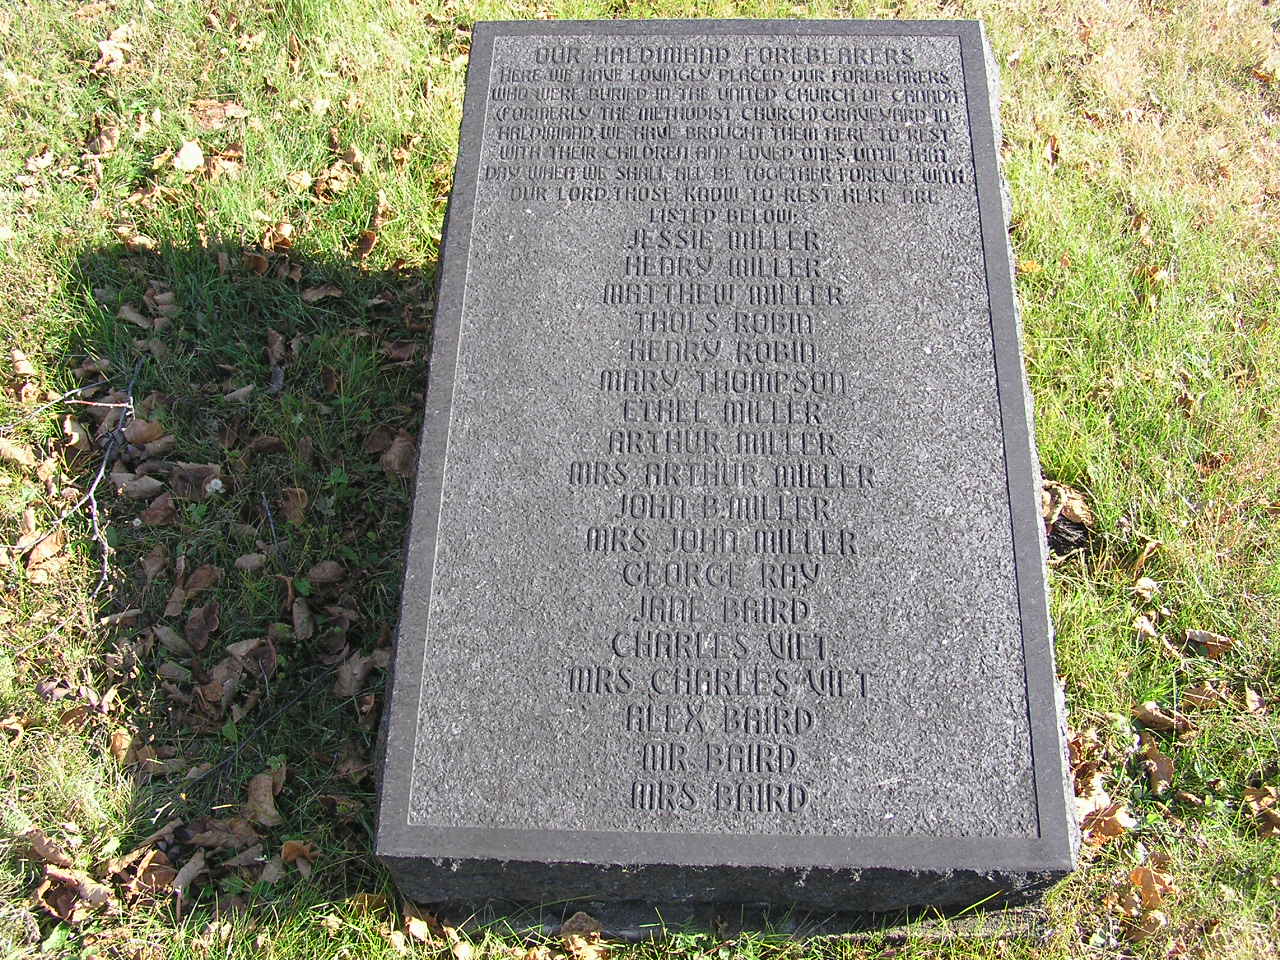 OUR HALDIMAND FOREBEARERS
HERE WE HAVE LOVINGLY PLACED OUR FOREBEARERS
WHO WERE BURIED IN THE UNITED CHURCH OF CANADA
(FORMERLY THE METHODIST CHURCH) GRAVEYARD IN
HALDIMAND. WE HAVE BROUGHT THEM HERE TO REST
WITH THEIR CHILDREN AND LOVED ONES, UNTIL THAT
DAY WHEN WE SHALL ALL BE TOGETHER FOREVER WITH
OUR LORD. THOSE KNOW TO REST HERE ARE
LISTED BELOW:
JESSIE MILLER
HENRY MILLER
MATTHEW MILLER
THOLS ROBIN
HENRY ROBIN
MARY THOMPSON
ETHEL MILLER
ARTHUR MILLER
MRS ARTHUR MILLER
JOHN B. MILLER
MRS JOHN MILLER
GEORGE RAY
JANE BAIRD
CHARLES VIET
MRS CHARLES VIET
ALEX BAIRD
MR BAIRD
MRS BAIRD